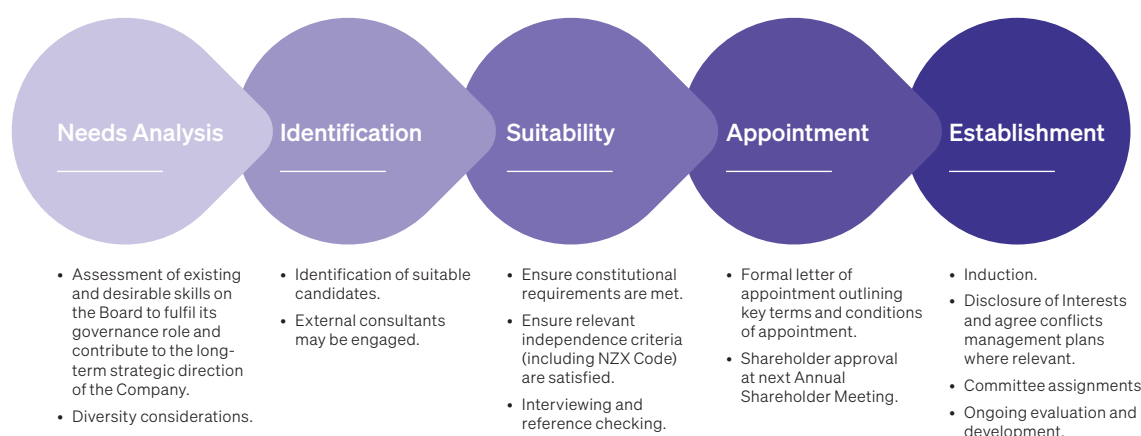 Needs Analysis
Identification
Suitability
Appointment
Establishment
• Assessment of existing
and desirable skills on
the Board to fulfil its
governance role and
contribute to the long-
term strategic direction
of the Company.
• Diversity considerations.
• Identification of suitable
candidates.
• External consultants
may be engaged.
• Ensure constitutional
requirements are met.
• Ensure relevant
independence criteria
(including NZX Code)
are satisfied.
• Interviewing and
reference checking.
• Formal letter of
appointment outlining
key terms and conditions
of appointment.
• Shareholder approval
at next Annual
Shareholder Meeting.
• Induction.
• Disclosure of Interests
and agree conflicts
management plans
where relevant.
• Committee assignments
• Ongoing evaluation and
development.